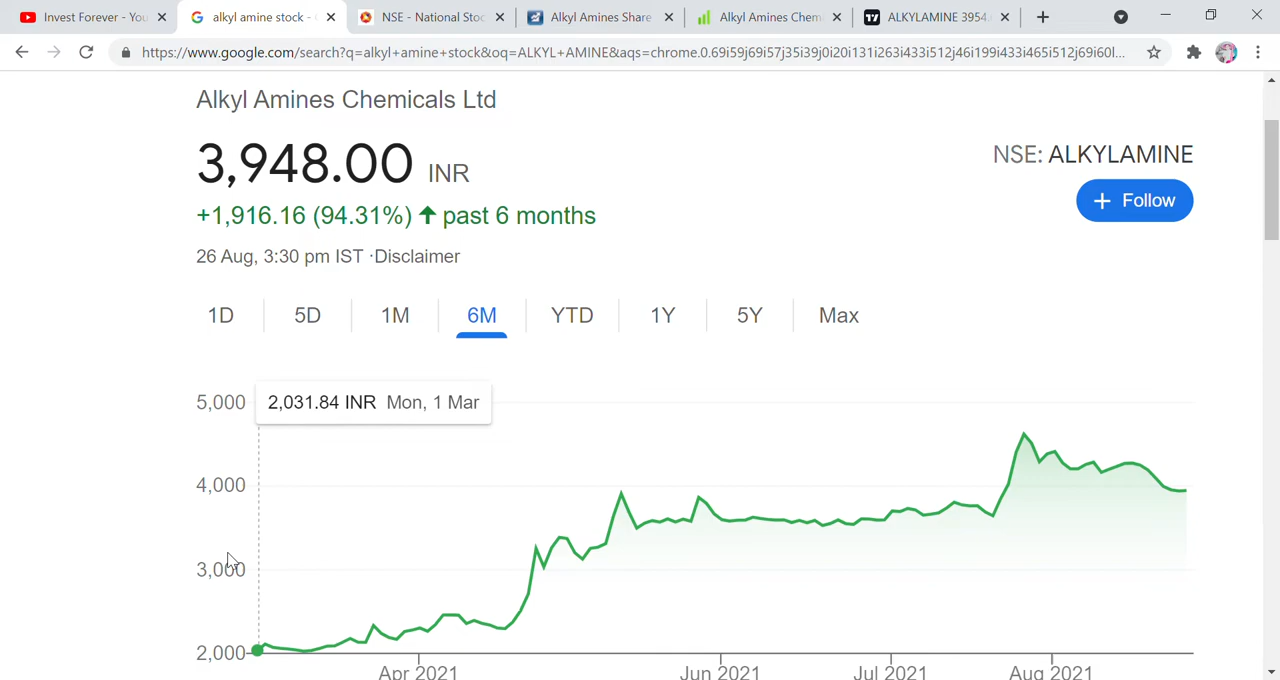 Invest Forever - You
alkyl amine stock - G
NSE - National Stoc
Alkyl Amines Share
Alkyl Amines Chem
ALKYLAMINE 3954.
https://www.google.com/search?q=alkyl+amine+stock&oq=ALKYL+AMINE&aqs=chrome.0.69i59j69i57j35i39j0i20i131i263i433i512j46i199i433i465i512j69i60l...
Alkyl Amines Chemicals Ltd
3,948.00 INR
NSE: ALKYLAMINE
+ Follow
+1,916.16 (94.31%) ↑ past 6 months
26 Aug, 3:30 pm IST ·Disclaimer
1D 5D 1M 6M YTD 1Y 5Y Max
2,031.84 INR Mon, 1 Mar
5,000
4,000
3,000
2,000
Apr 2021 Jun 2021 Jul 2021 Aug 2021